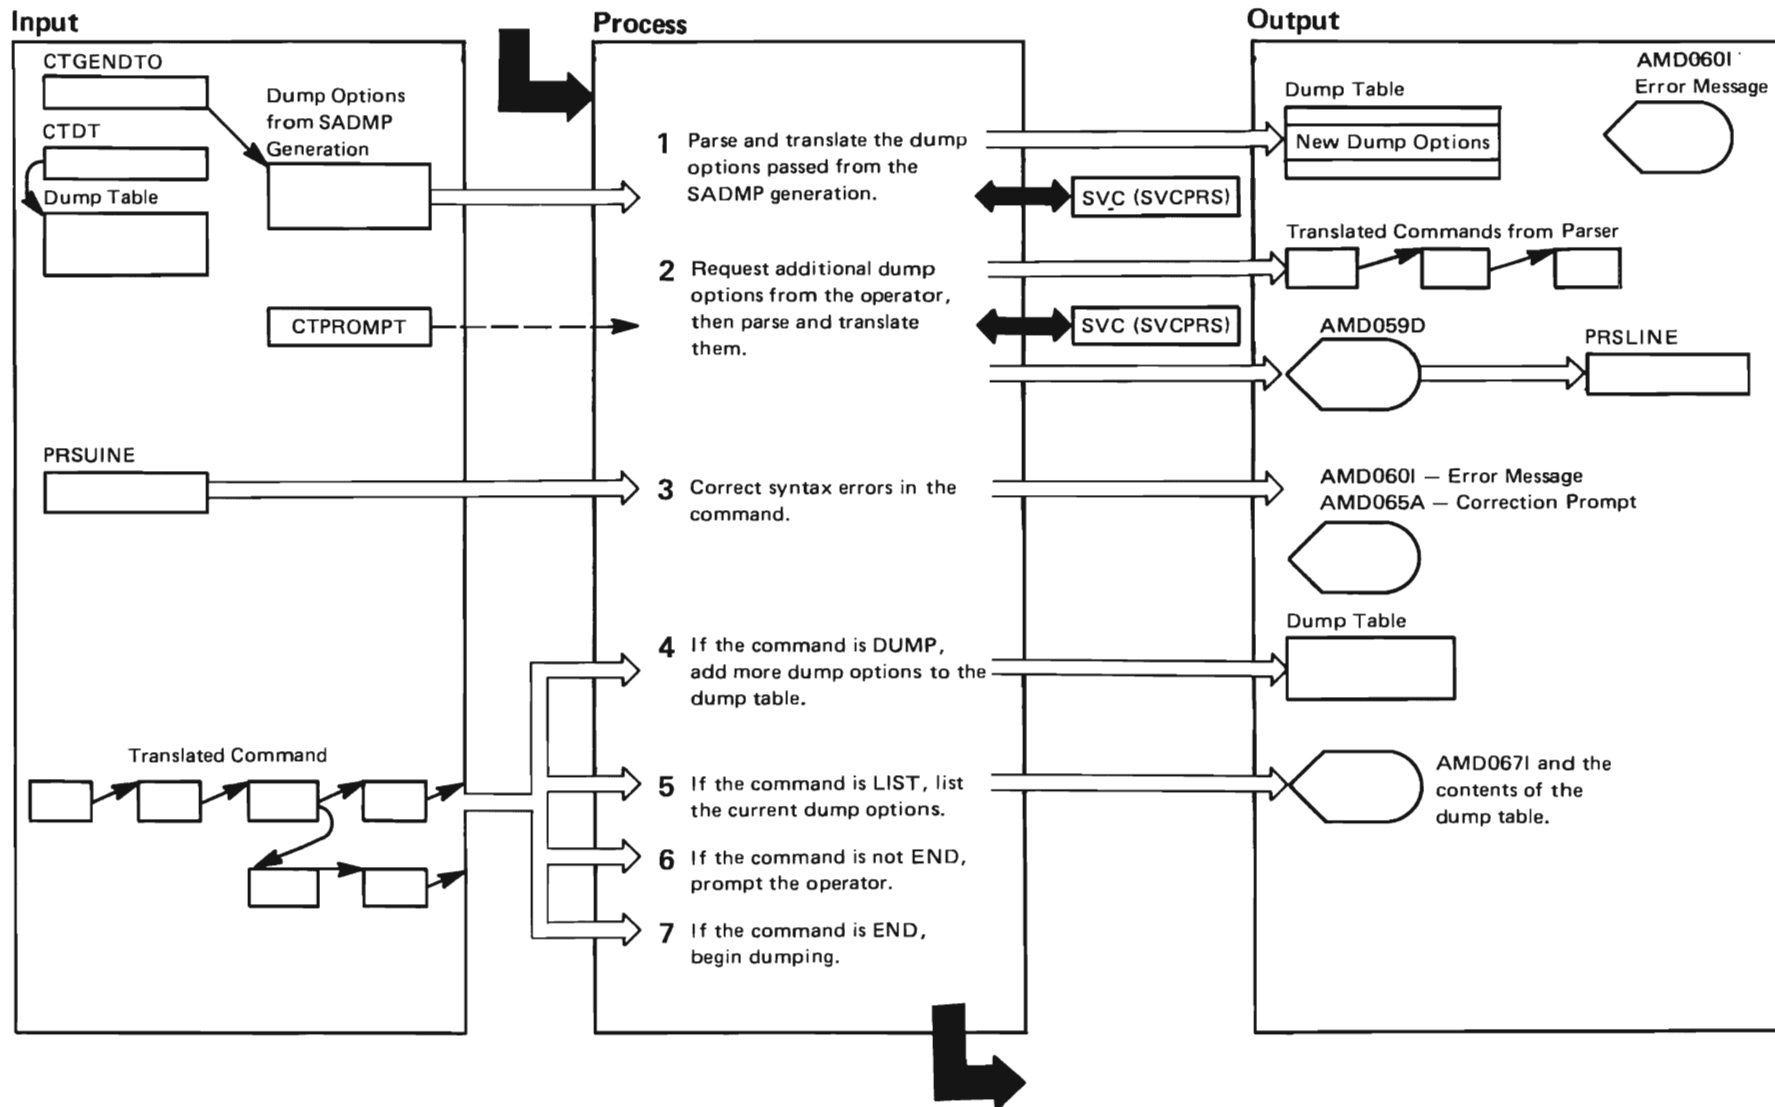 Input
CTGENDTO
Dump Options
from SADMP
Generation
CTDT
Dump Table
CTPROMPT
PRSUINE
Translated Command
Process
1 Parse and translate the dump
options passed from the
SADMP generation.
SVC (SVCPRS)
2 Request additional dump
options from the operator,
then parse and translate
them.
SVC (SVCPRS)
3 Correct syntax errors in the
command.
4 If the command is DUMP,
add more dump options to the
dump table.
5 If the command is LIST, list
the current dump options.
6 If the command is not END,
prompt the operator.
7 If the command is END,
begin dumping.
Output
Dump Table
New Dump Options
AMD060I
Error Message
Translated Commands from Parser
AMD059D
PRSLINE
AMD060I — Error Message
AMD065A — Correction Prompt
Dump Table
AMD067I and the
contents of the
dump table.